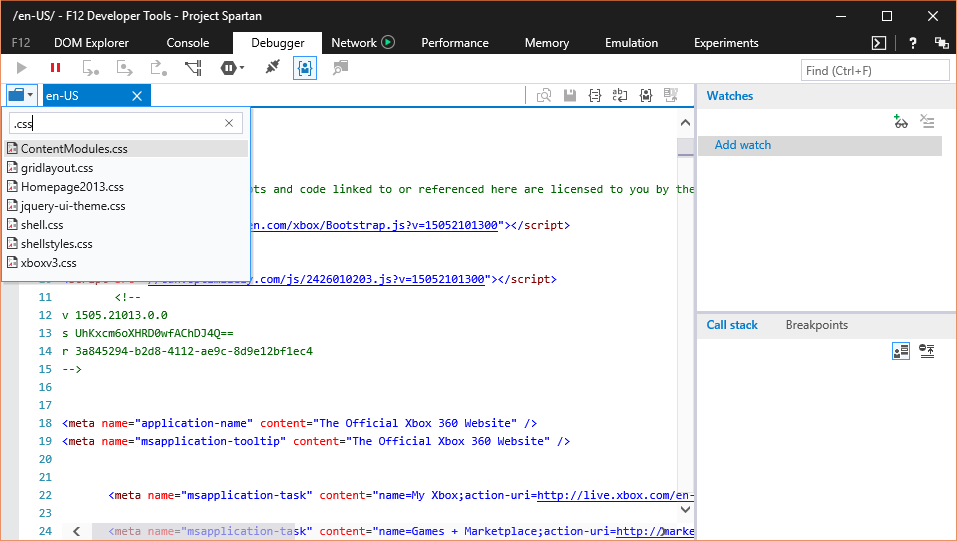 /en-US/ - F12 Developer Tools - Project Spartan
F12 DOM Explorer Console Debugger Network Performance Memory Emulation Experiments ?
Find (Ctrl+F)
en-US
Watches
.css
Add watch
ContentModules.css
gridlayout.css
Homepage2013.css
and code linked to or referenced here are licensed to you by the
jquery-ui-theme.css
shell.css
.com/xbox/Bootstrap.js?v=15052101300"></script>
shellstyles.css
xboxv3.css
.com/js/2426010203.js?v=15052101300"></script>
11 <!--
12 v 1505.21013.0.0
13 s UhKxcm6oXHRD0wfAChDJ4Q==
14 r 3a845294-b2d8-4112-ae9c-8d9e12bf1ec4
15 -->
16
17
18 <meta name="application-name" content="The Official Xbox 360 Website" />
19 <meta name="msapplication-tooltip" content="The Official Xbox 360 Website" />
20
21
22 <meta name="msapplication-task" content="name=My Xbox;action-uri=http://live.xbox.com/en-
23
24 <meta name="msapplication-task" content="name=Games + Marketplace;action-uri=http://marke
Call stack Breakpoints